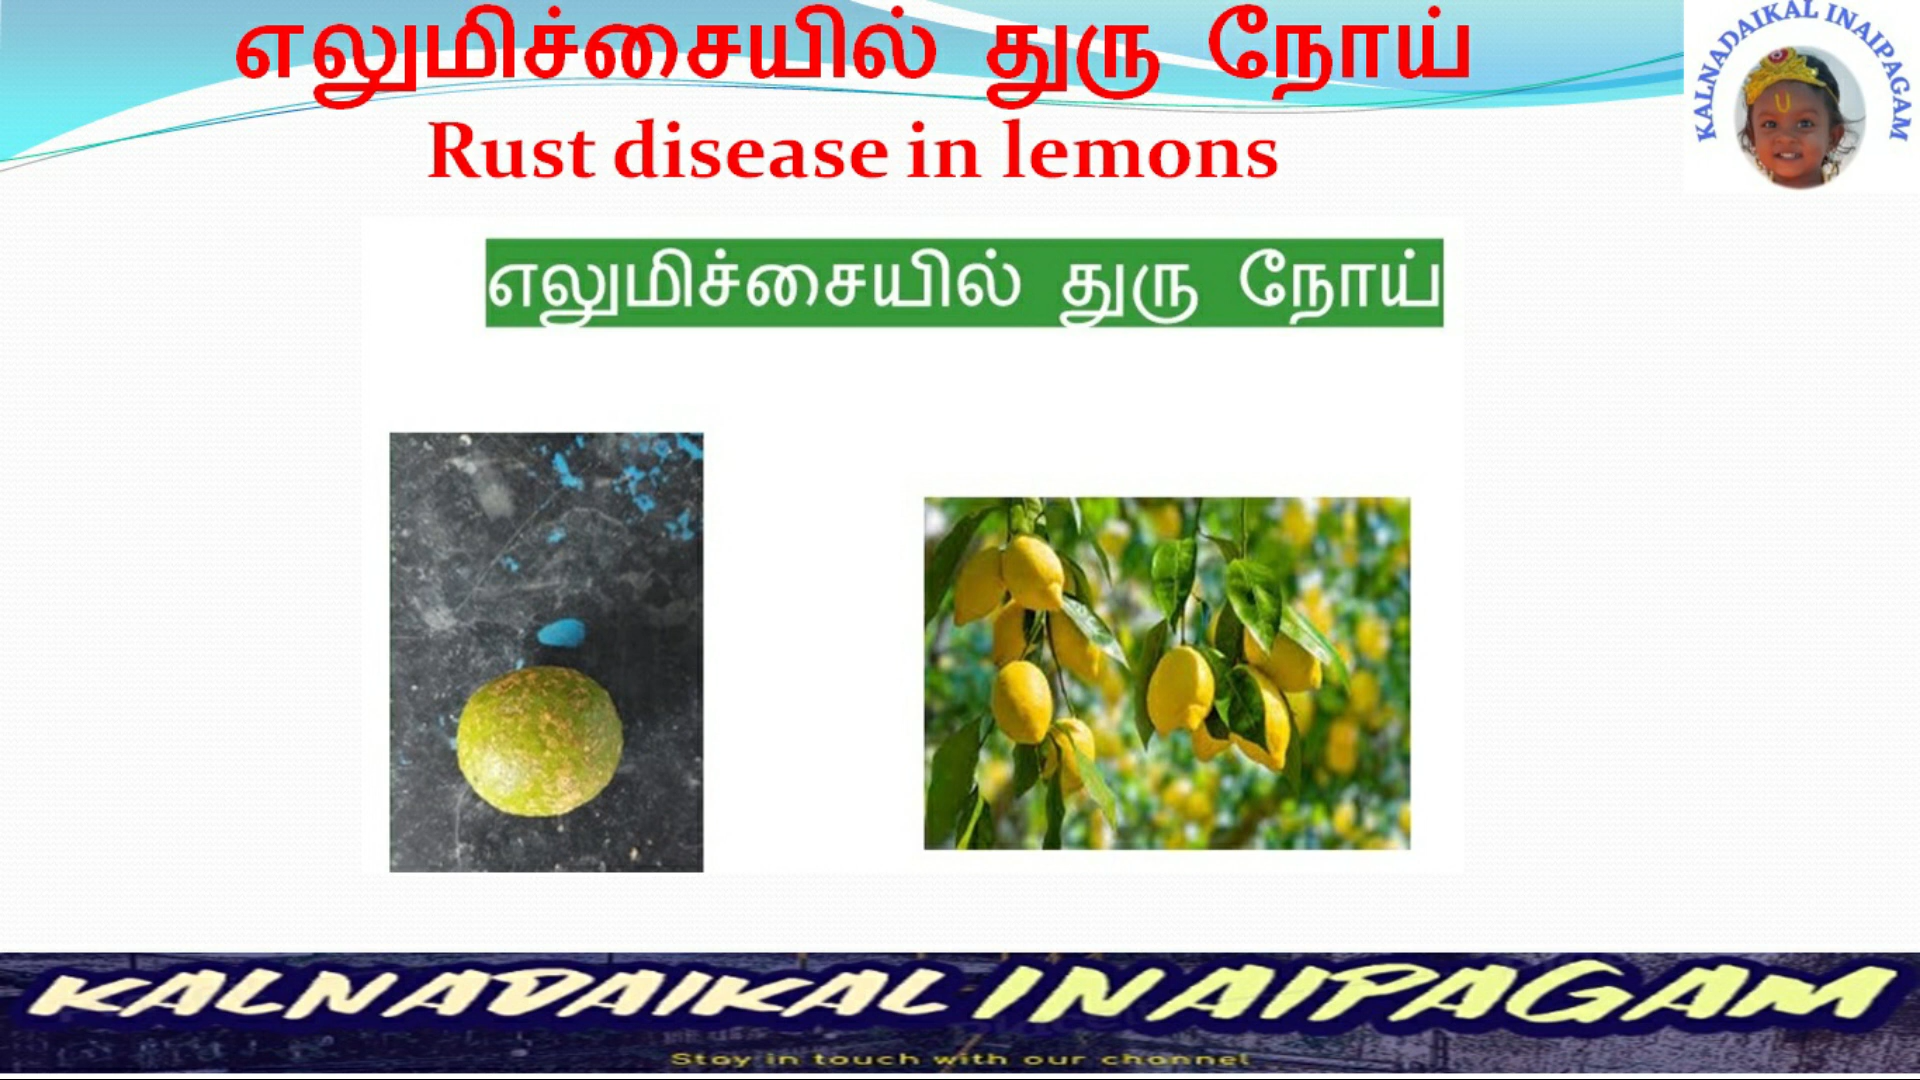 எலுமிச்சையில் துரு நோய்
Rust disease in lemons
KALNADAIKAL INAIPAGAM
எலுமிச்சையில் துரு நோய்
KALNADAIKAL INAIPAGAM
Stay in touch with our channel